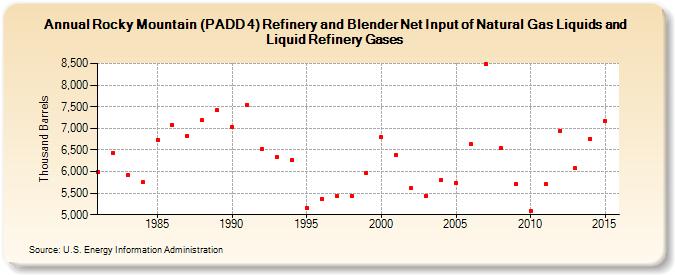 Annual Rocky Mountain (PADD 4) Refinery and Blender Net Input of Natural Gas Liquids and
Liquid Refinery Gases
Thousand Barrels
8,500
8,000
7,500
7,000
6,500
6,000
5,500
5,000
1985 1990 1995 2000 2005 2010 2015
Source: U.S. Energy Information Administration